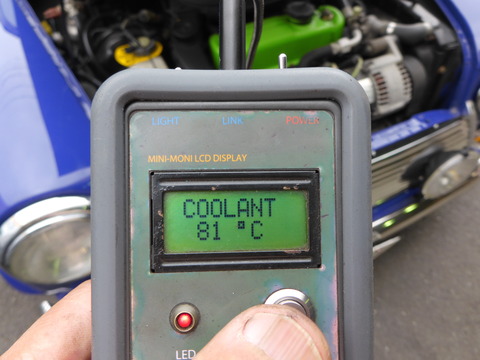 LIGHT LINK POWER
MINI-MONI LCD DISPLAY
COOLANT
81 °C
LED